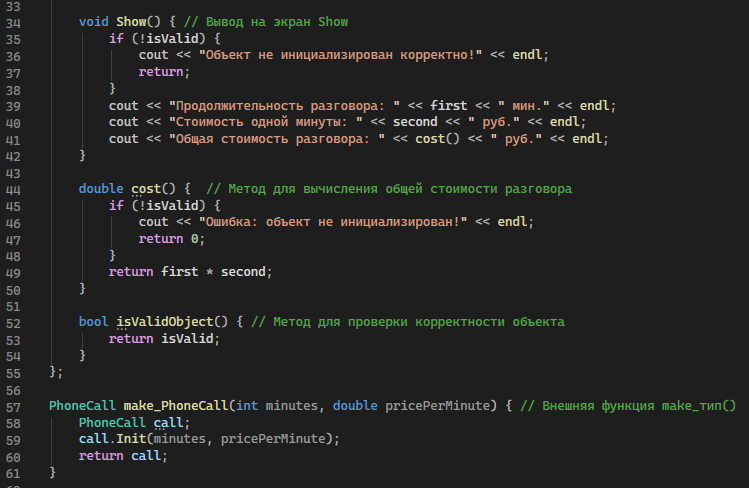 33
34 void Show() { // Вывод на экран Show
35 if (!isValid) {
36 cout << "Объект не инициализирован корректно!" << endl;
37 return;
38 }
39 cout << "Продолжительность разговора: " << first << " мин." << endl;
40 cout << "Стоимость одной минуты: " << second << " руб." << endl;
41 cout << "Общая стоимость разговора: " << cost() << " руб." << endl;
42 }
43
44 double cost() { // Метод для вычисления общей стоимости разговора
45 if (!isValid) {
46 cout << "Ошибка: объект не инициализирован!" << endl;
47 return 0;
48 }
49 return first * second;
50 }
51
52 bool isValidObject() { // Метод для проверки корректности объекта
53 return isValid;
54 }
55 };
56
57 PhoneCall make_PhoneCall(int minutes, double pricePerMinute) { // Внешняя функция make_тип()
58 PhoneCall call;
59 call.Init(minutes, pricePerMinute);
60 return call;
61 }